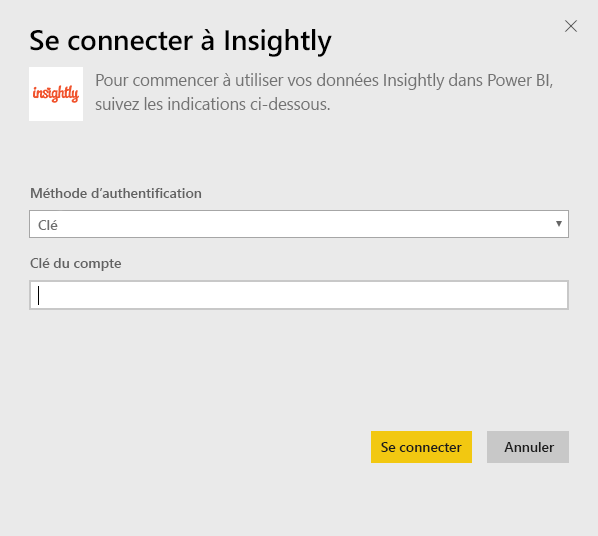 Se connecter à Insightly
insightly
Pour commencer à utiliser vos données Insightly dans Power BI,
suivez les indications ci-dessous.
Méthode d'authentification
Clé
Clé du compte
Se connecter
Annuler